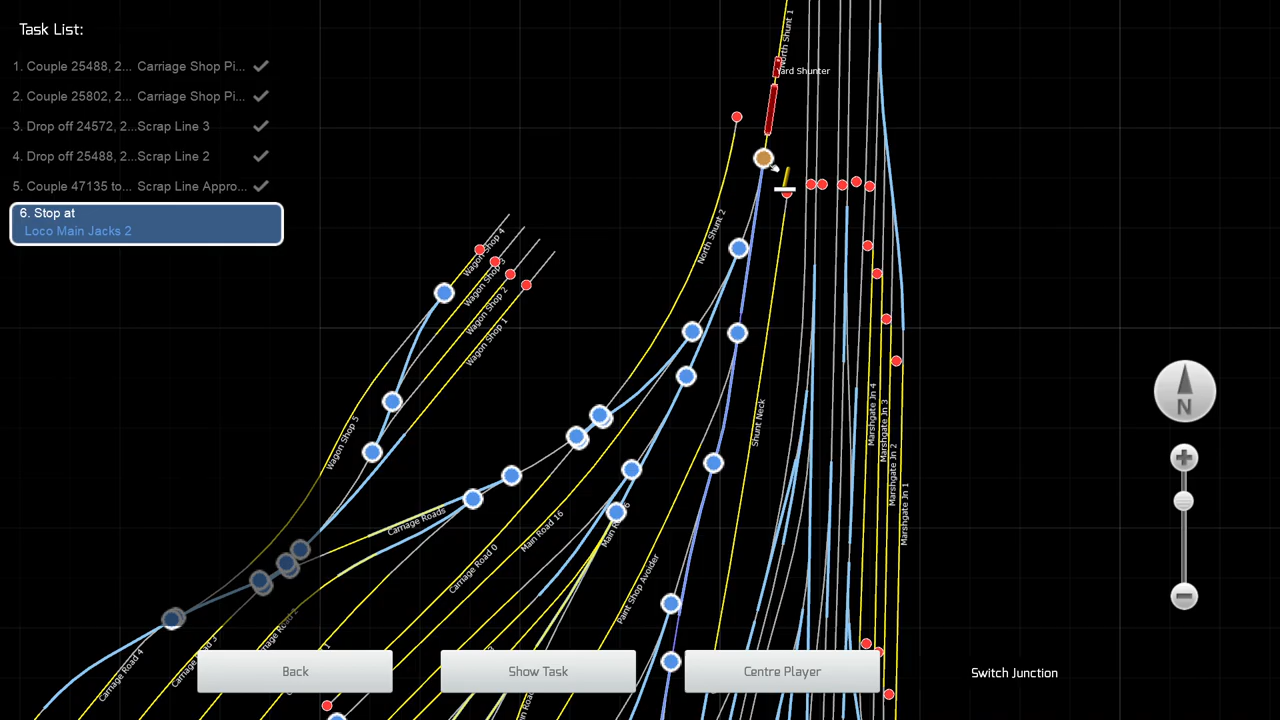 Task List:
1. Couple 25488, 2... Carriage Shop Pi...
2. Couple 25802, 2... Carriage Shop Pi...
3. Drop off 24572, 2...Scrap Line 3
4. Drop off 25488, 2...Scrap Line 2
5. Couple 47135 to... Scrap Line Appro...
6. Stop at
Loco Main Jacks 2
North Shunt 1
Yard Shunter
North Shunt 2
Wagon Shop 4
Wagon Shop 3
Wagon Shop 2
Wagon Shop 1
Wagon Shop 5
Shunt Neck
Marshgate Jn 4
Marshgate Jn 3
Marshgate Jn 2
Marshgate Jn 1
Carriage Roads
Main Road 16
Carriage Road 0
Paint Shop Avoider
Carriage Road 4
Carriage Road 3
N
Back
Show Task
Centre Player
Switch Junction